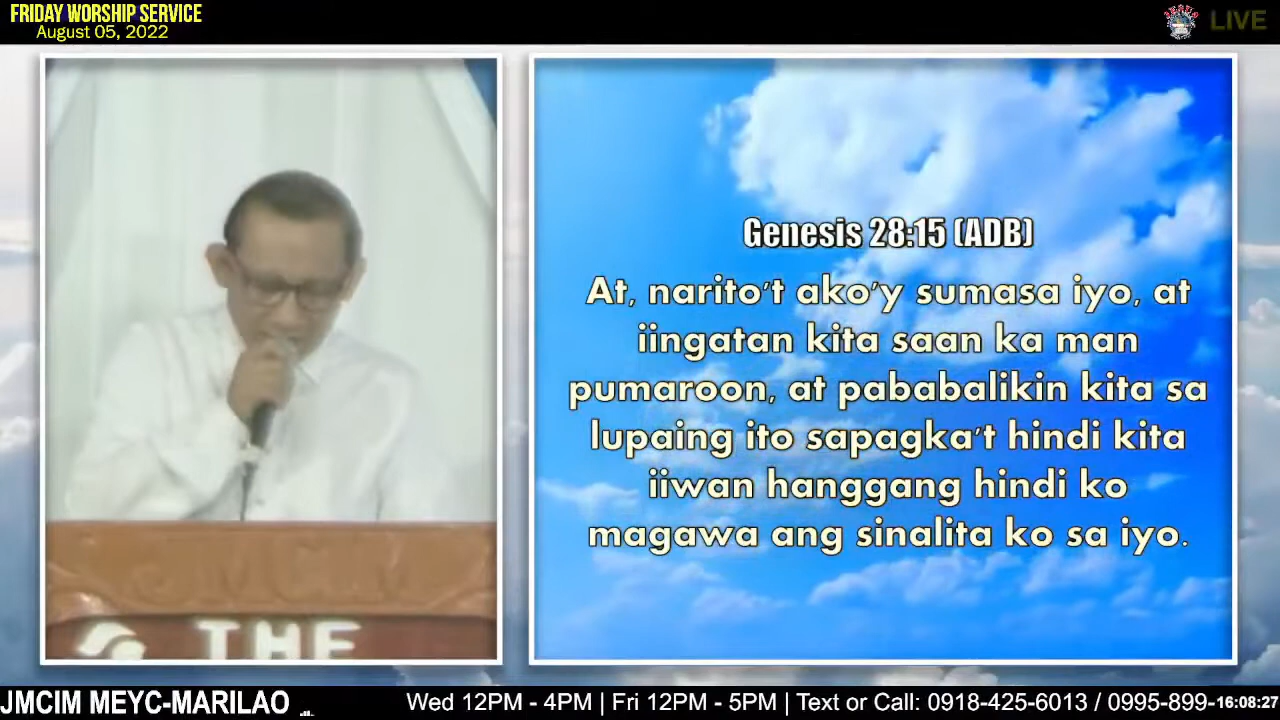 FRIDAY WORSHIP SERVICE
August 05, 2022
LIVE
Genesis 28:15 (ADB)
At, narito't ako'y sumasa iyo, at
iingatan kita saan ka man
pumaroon, at pababalikin kita sa
lupaing ito sapagka't hindi kita
iiwan hanggang hindi ko
magawa ang sinalita ko sa iyo.
JMCIM
THE
JMCIM MEYC-MARILAO
Wed 12PM - 4PM | Fri 12PM - 5PM | Text or Call: 0918-425-6013 / 0995-899-
16:08:27